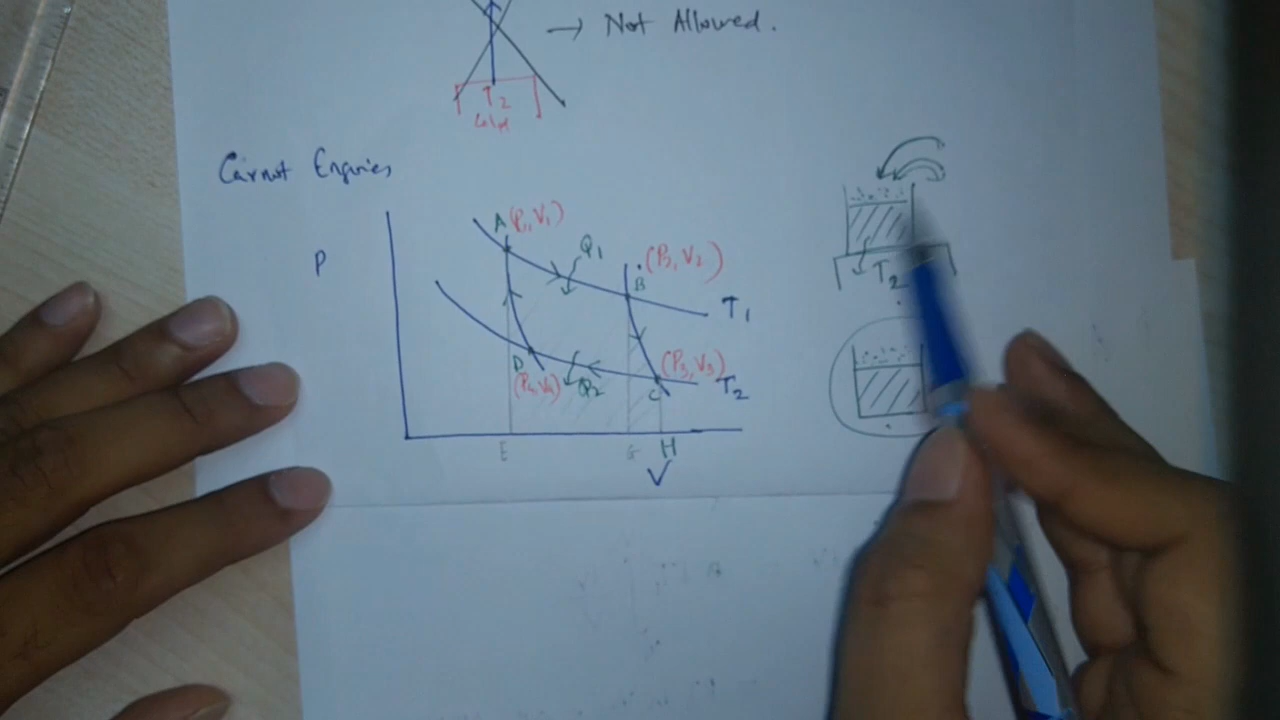 → Not Allowed.
T2
Carnot Engines
P
A (P1, V1)
Q1
(P2, V2)
B
T1
T2
D
(P4, V4)
Q2
(P3, V3)
C
T2
E
G
H
V